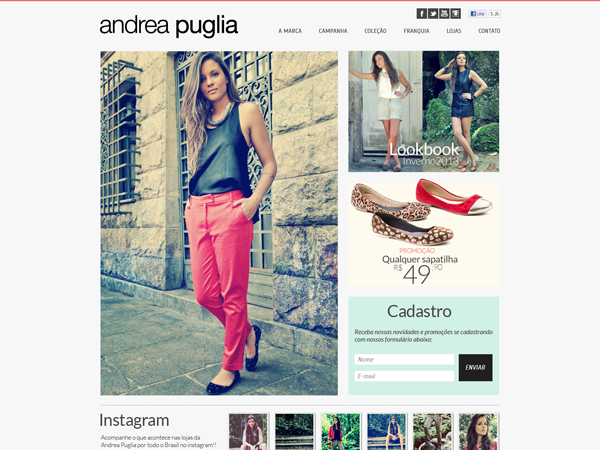 Like 5.2k
andrea puglia
A MARCA CAMPANHA COLEÇÃO FRANQUIA LOJAS CONTATO
Lookbook
Inverno2013
PROMOÇÃO
Qualquer sapatilha
R$ 49,90
Cadastro
Receba nossas novidades e promoções se cadastrando
com nossos formulário abaixo:
Nome
E-mail
ENVIAR
Instagram
Acompanhe o que acontece nas lojas da
Andrea Puglia por todo o Brasil no instagram!!